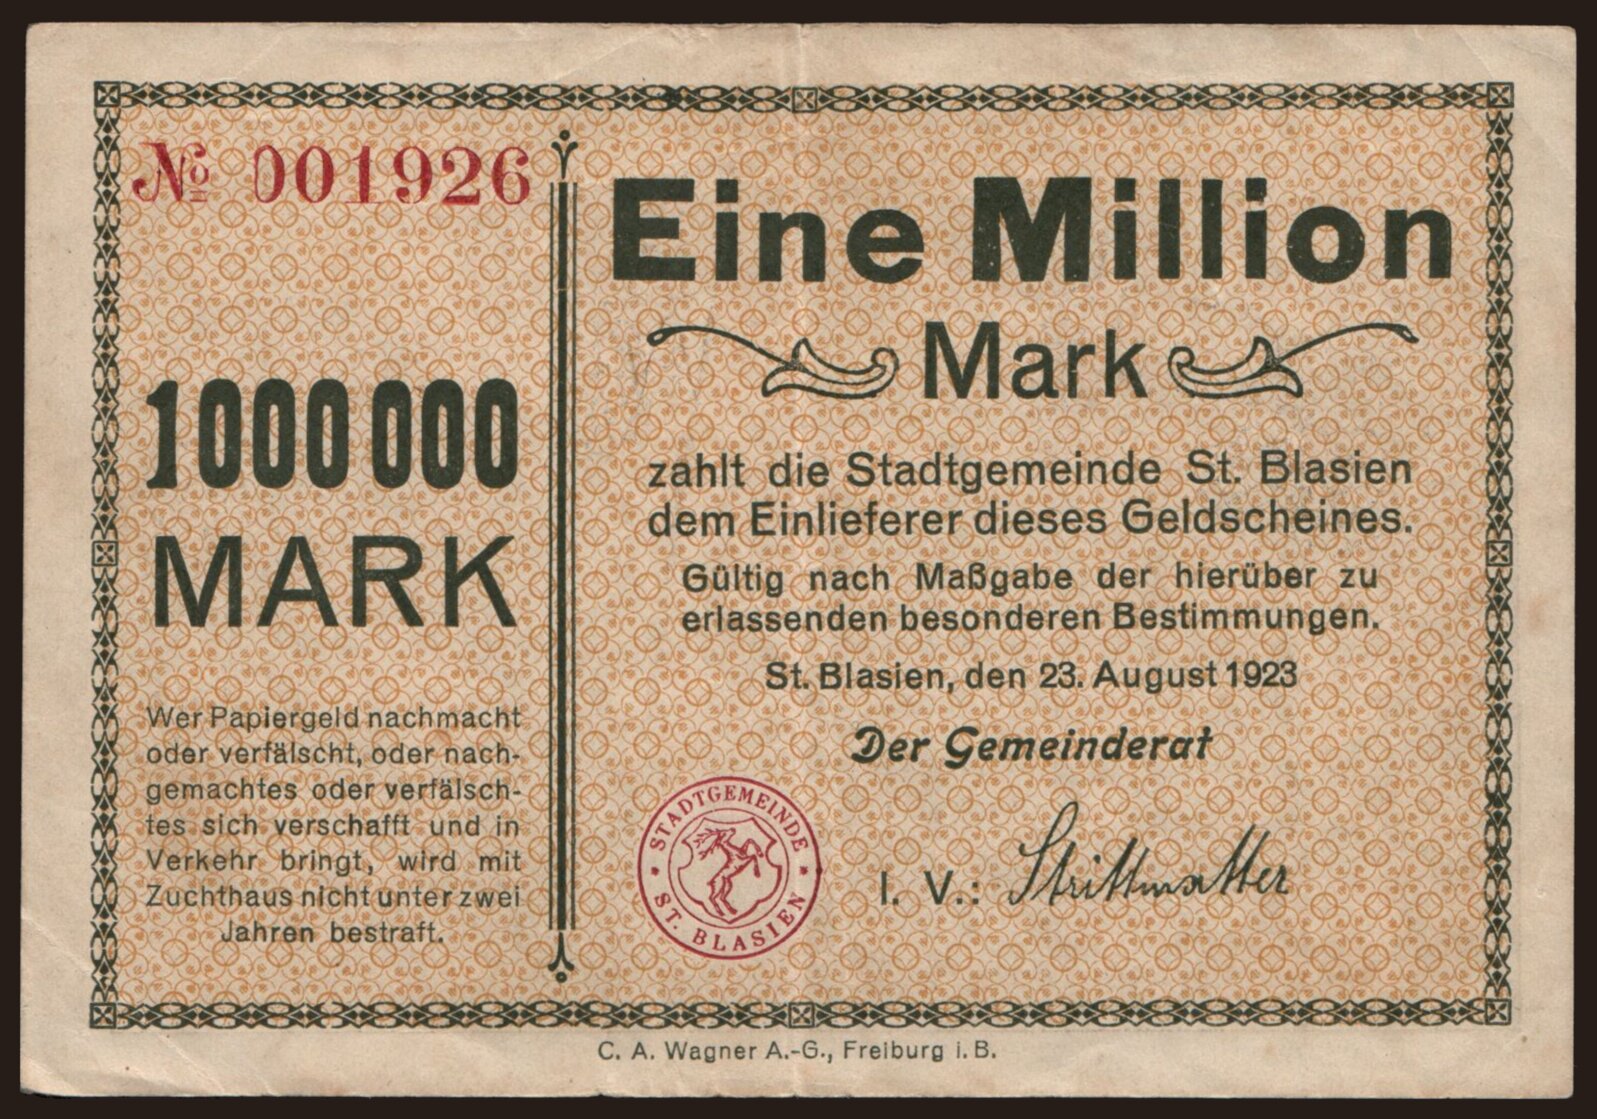 № 001926
1000000
MARK
Wer Papiergeld nachmacht
oder verfälscht, oder nach-
gemachtes oder verfälsch-
tes sich verschafft und in
Verkehr bringt, wird mit
Zuchthaus nicht unter zwei
Jahren bestraft.
Eine Million
Mark
zahlt die Stadtgemeinde St. Blasien
dem Einlieferer dieses Geldscheines.
Gültig nach Maßgabe der hierüber zu
erlassenden besonderen Bestimmungen.
St. Blasien, den 23. August 1923
Der Gemeinderat
STADTGEMEINDE
* ST. BLASIEN *
I. V.: Strittmatter
C. A. Wagner A.-G., Freiburg i. B.